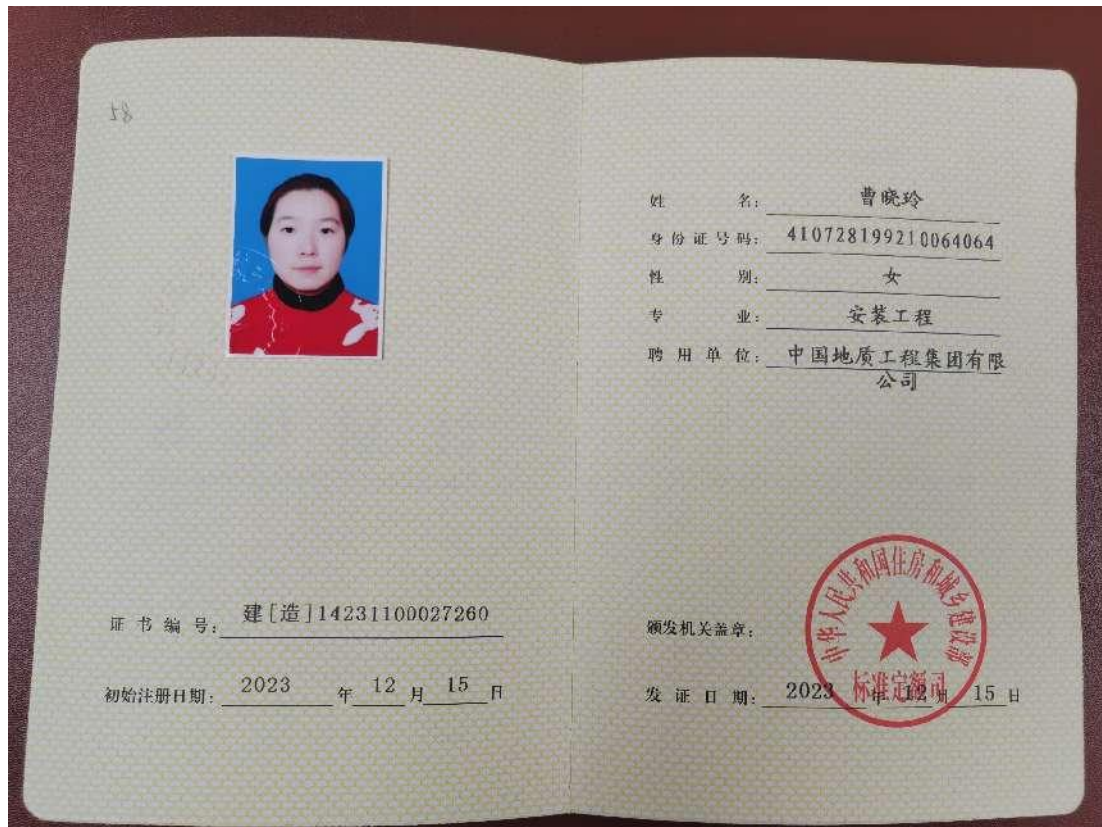 58
姓 名: 曹晓玲
身份证号码: 410728199210064064
性 别: 女
专 业: 安装工程
聘用单位: 中国地质工程集团有限
公司
证书编号: 建[造]14231100027260
初始注册日期: 2023 年 12 月 15 日
颁发机关盖章:
中华人民共和国住房和城乡建设部
标准定额司
发证日期: 2023 年 12 月 15 日